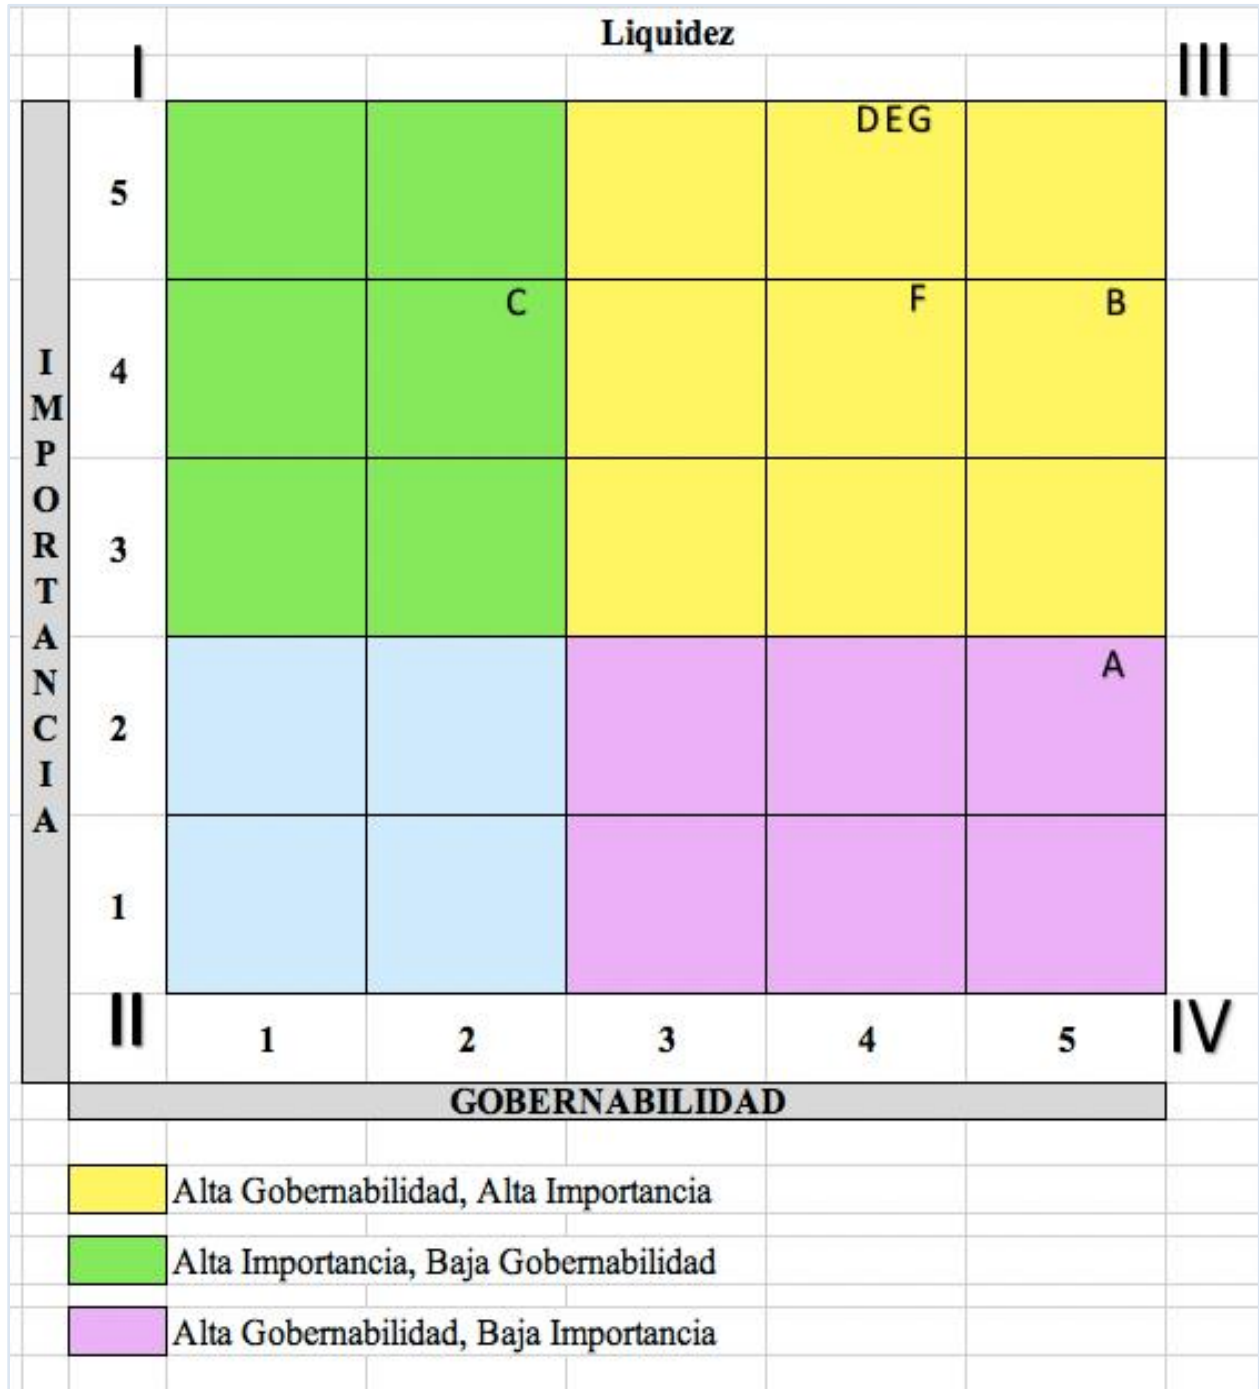 Liquidez
I
III
DEG
5
C
F
B
4
3
A
2
1
IMPORTANCIA
II
1 2 3 4 5
IV
GOBERNABILIDAD
Alta Gobernabilidad, Alta Importancia
Alta Importancia, Baja Gobernabilidad
Alta Gobernabilidad, Baja Importancia